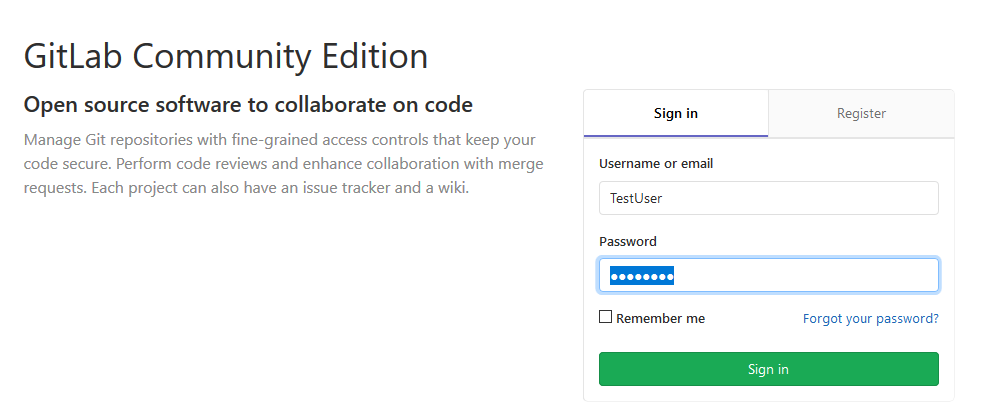 GitLab Community Edition
Open source software to collaborate on code
Manage Git repositories with fine-grained access controls that keep your
code secure. Perform code reviews and enhance collaboration with merge
requests. Each project can also have an issue tracker and a wiki.
Sign in
Register
Username or email
TestUser
Password
●●●●●●●●
Remember me
Forgot your password?
Sign in